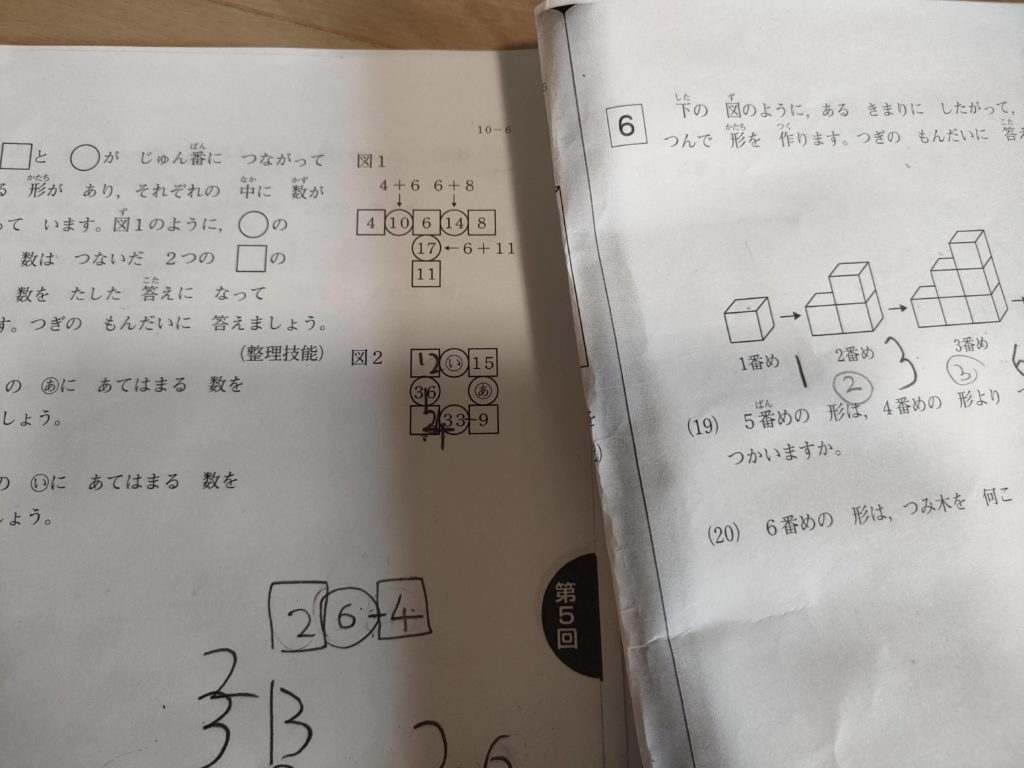 10-6
□と ○が じゅん番に つながって
る 形が あり，それぞれの 中に 数が
って います。図1のように，○の
数は つないだ 2つの □の
数を たした 答えに なって
す。つぎの もんだいに 答えましょう。
(整理技能)
の あに あてはまる 数を
しょう。
の いに あてはまる 数を
しょう。
図1
4＋6 6＋8
4 10 6 14 8
17 ←6＋11
11
図2
12 い 15
36 あ
33 9
2 6 4
2
3 13
26
第5回
6
下の 図のように，ある きまりに したがって，
つんで 形を 作ります。つぎの もんだいに 答
1番め 2番め 3番め
1 ② 3 ③ 6
(19) 5番めの 形は，4番めの 形より
つかいますか。
(20) 6番めの 形は，つみ木を 何こ